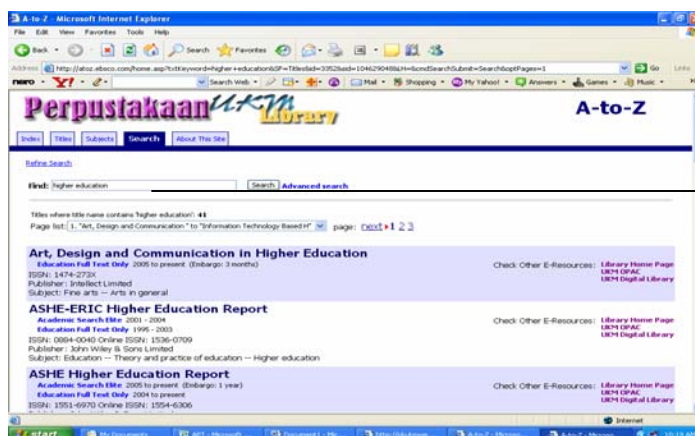 A-to-Z - Microsoft Internet Explorer
File Edit View Favorites Tools Help
Back Search Favorites
Address http://atoz.ebsco.com/home.asp?
Go Links
nero Y! Search Web Mail Shopping My Yahoo! Answers Games Music
Perpustakaan UKM Library
A-to-Z
Index Titles Subjects Search About This Site
Refine Search
Find: higher education Search Advanced search
Titles where title name contains 'higher education': 41
Page list: 1. "Art, Design and Communication " to "Information Technology Based H" page: next 1 2 3
Art, Design and Communication in Higher Education
Education Full Text Only 2005 to present (Embargo: 3 months)
Check Other E-Resources: Library Home Page
UKM OPAC
UKM Digital Library
ISSN: 1474-273X
Publisher: Intellect Limited
Subject: Fine arts -- Arts in general
ASHE-ERIC Higher Education Report
Academic Search Elite 2001 - 2004
Education Full Text Only 1995 - 2003
Check Other E-Resources: Library Home Page
UKM OPAC
UKM Digital Library
ISSN: 0884-0040 Online ISSN: 1536-0709
Publisher: John Wiley & Sons Limited
Subject: Education -- Theory and practice of education -- Higher education
ASHE Higher Education Report
Academic Search Elite 2005 to present (Embargo: 1 year)
Education Full Text Only 2004 to present
Check Other E-Resources: Library Home Page
UKM OPAC
UKM Digital Library
ISSN: 1551-6970 Online ISSN: 1554-6306
Internet
start My Documents